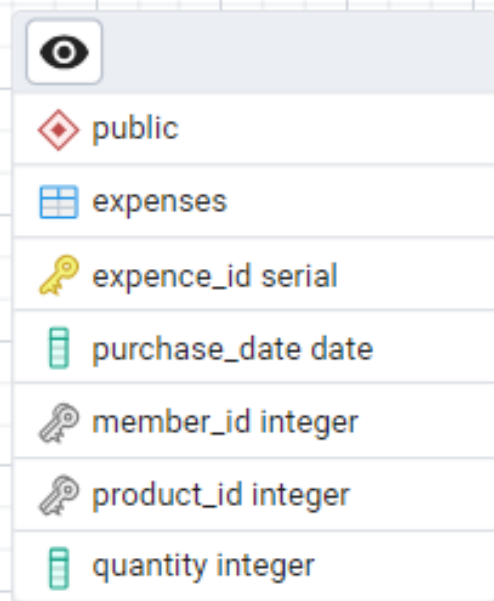 public
expenses
expence_id serial
purchase_date date
member_id integer
product_id integer
quantity integer